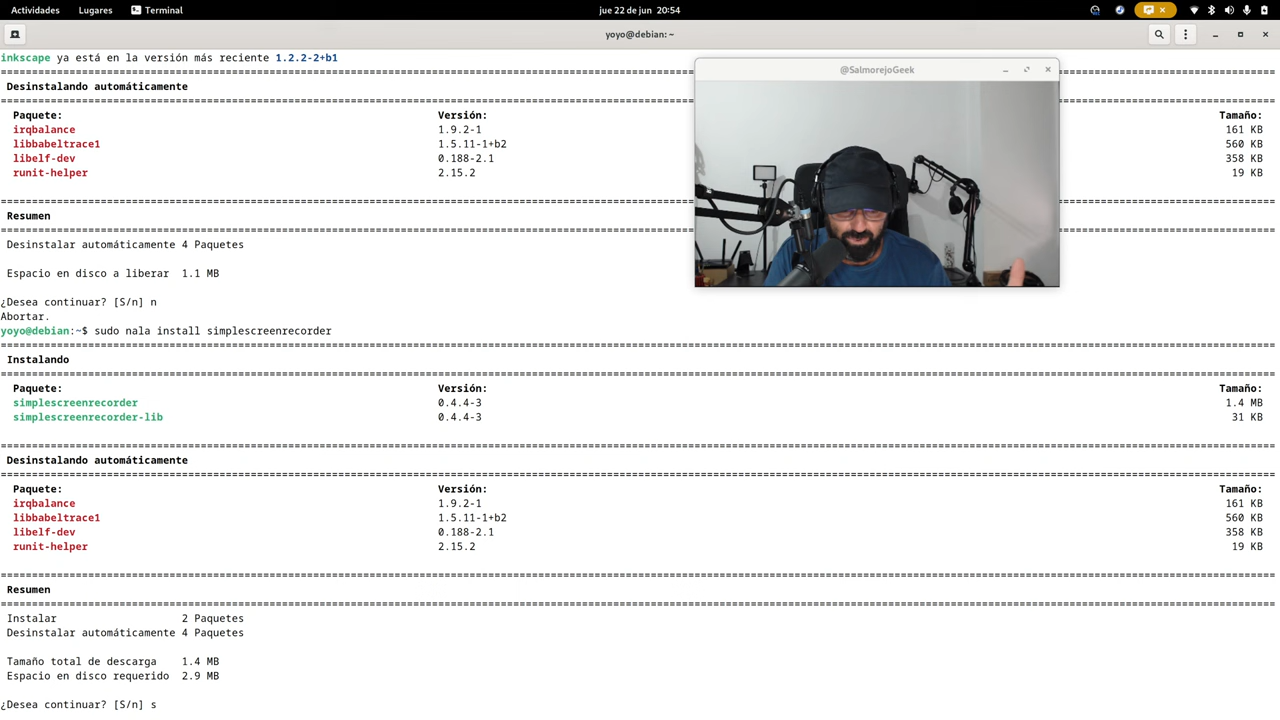 Actividades Lugares Terminal jue 22 de jun 20:54
yoyo@debian: ~
inkscape ya está en la versión más reciente 1.2.2-2+b1
@SalmorejoGeek
Desinstalando automáticamente
Paquete: Versión: Tamaño:
irqbalance 1.9.2-1 161 KB
libbabeltrace1 1.5.11-1+b2 560 KB
libelf-dev 0.188-2.1 358 KB
runit-helper 2.15.2 19 KB
Resumen
Desinstalar automáticamente 4 Paquetes
Espacio en disco a liberar 1.1 MB
¿Desea continuar? [S/n] n
Abortar.
yoyo@debian:~$ sudo nala install simplescreenrecorder
Instalando
Paquete: Versión: Tamaño:
simplescreenrecorder 0.4.4-3 1.4 MB
simplescreenrecorder-lib 0.4.4-3 31 KB
Desinstalando automáticamente
Paquete: Versión: Tamaño:
irqbalance 1.9.2-1 161 KB
libbabeltrace1 1.5.11-1+b2 560 KB
libelf-dev 0.188-2.1 358 KB
runit-helper 2.15.2 19 KB
Resumen
Instalar 2 Paquetes
Desinstalar automáticamente 4 Paquetes
Tamaño total de descarga 1.4 MB
Espacio en disco requerido 2.9 MB
¿Desea continuar? [S/n] s